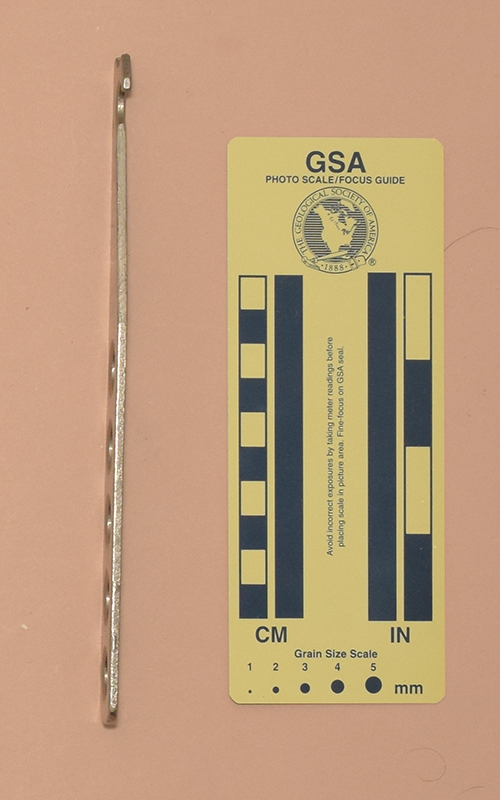 GSA
PHOTO SCALE/FOCUS GUIDE
THE GEOLOGICAL SOCIETY OF AMERICA
• 1888 •
®
Avoid incorrect exposures by taking meter readings before
placing scale in picture area. Fine-focus on GSA seal.
CM
IN
Grain Size Scale
1 2 3 4 5
mm